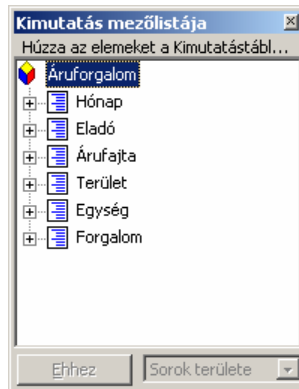 Kimutatás mezőlistája
Húzza az elemeket a Kimutatástábl...
Áruforgalom
Hónap
Eladó
Árufajta
Terület
Egység
Forgalom
Ehhez
Sorok területe